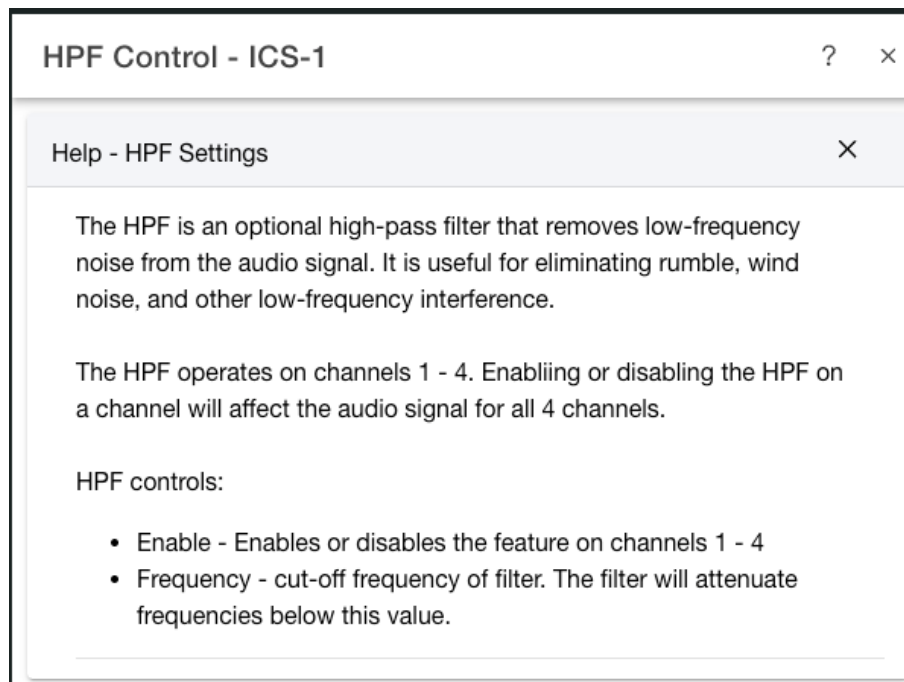 HPF Control - ICS-1 ? ×
Help - HPF Settings ×
The HPF is an optional high-pass filter that removes low-frequency
noise from the audio signal. It is useful for eliminating rumble, wind
noise, and other low-frequency interference.
The HPF operates on channels 1 - 4. Enabliing or disabling the HPF on
a channel will affect the audio signal for all 4 channels.
HPF controls:
• Enable - Enables or disables the feature on channels 1 - 4
• Frequency - cut-off frequency of filter. The filter will attenuate
frequencies below this value.